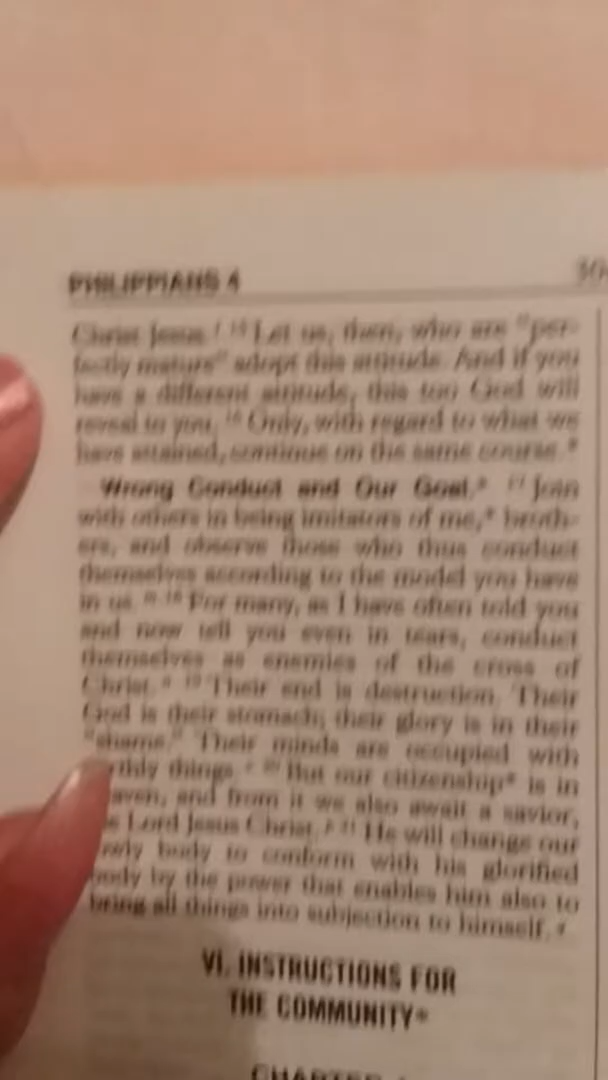 PHILIPPIANS 4
Christ Jesus. 15 Let us, then, who are "per-
fectly mature" adopt this attitude. And if you
have a different attitude, this too God will
reveal to you. 16 Only, with regard to what we
have attained, continue on the same course.*
Wrong Conduct and Our Goal.* 17 Join
with others in being imitators of me,* broth-
ers, and observe those who thus conduct
themselves according to the model you have
in us. 18 For many, as I have often told you
and now tell you even in tears, conduct
themselves as enemies of the cross of
Christ. 19 Their end is destruction. Their
God is their stomach; their glory is in their
"shame." Their minds are occupied with
rthly things. 20 But our citizenship* is in
aven, and from it we also await a savior,
e Lord Jesus Christ. 21 He will change our
wly body to conform with his glorified
body by the power that enables him also to
bring all things into subjection to himself.
VI. INSTRUCTIONS FOR
THE COMMUNITY*
CHAPTER